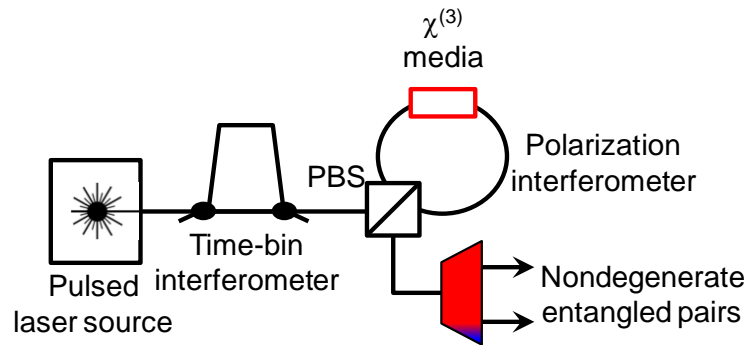 χ(3)
media
PBS
Polarization
interferometer
Time-bin
interferometer
Pulsed
laser source
Nondegenerate
entangled pairs